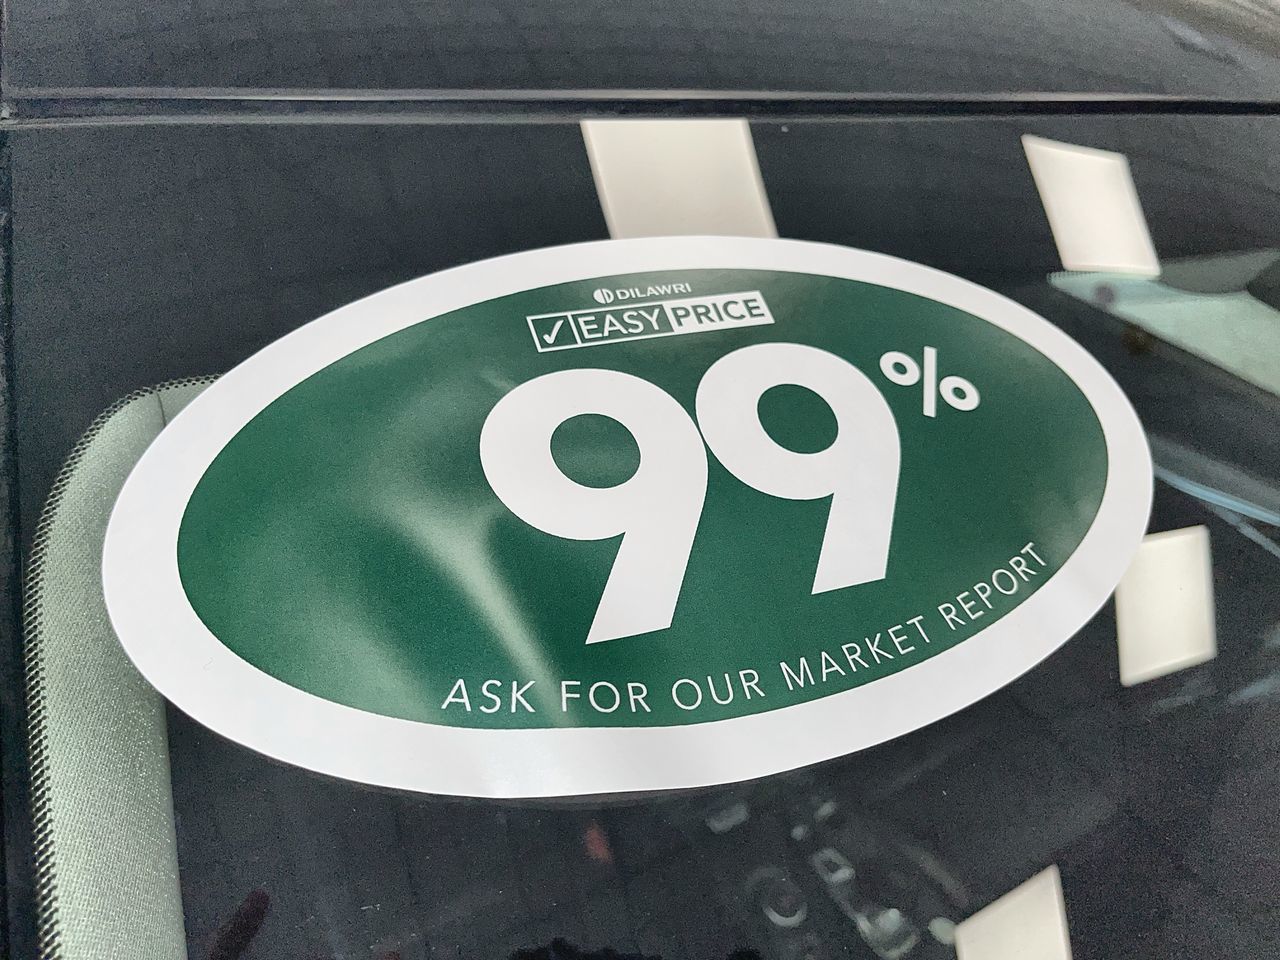 DILAWRI
✓ EASY PRICE
99%
ASK FOR OUR MARKET REPORT